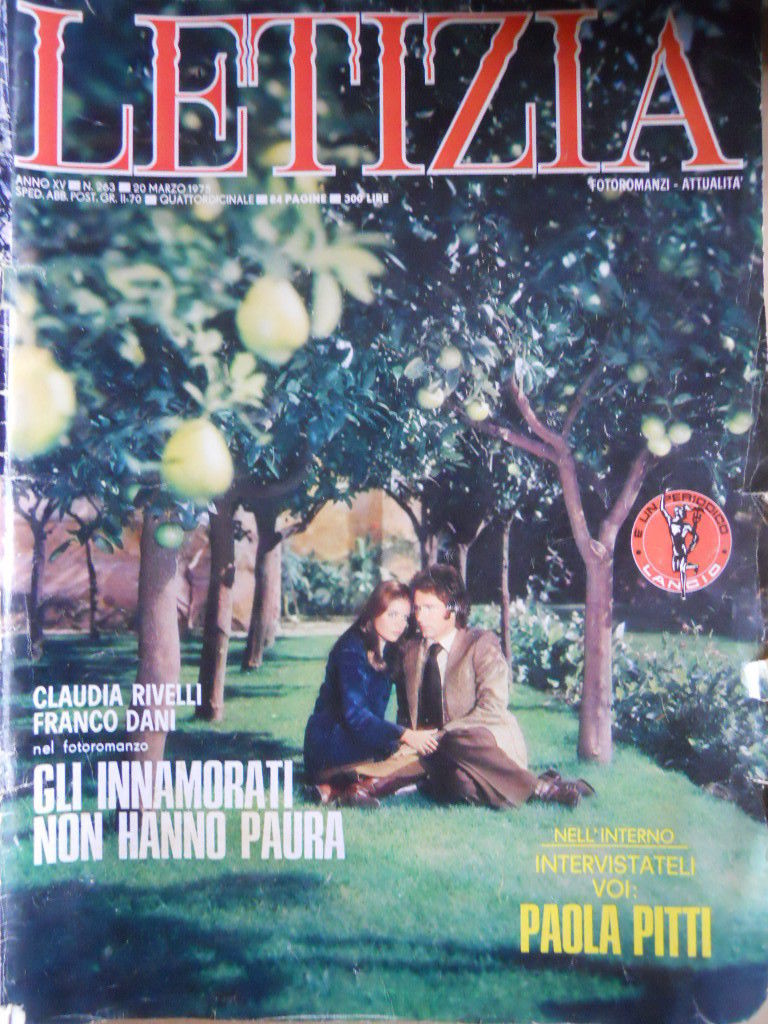 LETIZIA
ANNO XV ■ N. 263 ■ 20 MARZO 1975
SPED. ABB. POST. GR. II-70 ■ QUATTORDICINALE ■ 84 PAGINE ■ 300 LIRE
FOTOROMANZI - ATTUALITA'
E' UN PERIODICO
LANCIO
CLAUDIA RIVELLI
FRANCO DANI
nel fotoromanzo
GLI INNAMORATI
NON HANNO PAURA
NELL'INTERNO
INTERVISTATELI
VOI:
PAOLA PITTI